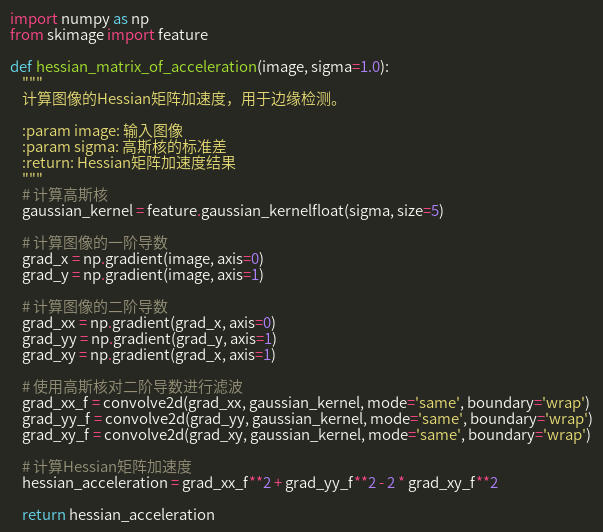 import numpy as np
from skimage import feature

def hessian_matrix_of_acceleration(image, sigma=1.0):
    """
    计算图像的Hessian矩阵加速度，用于边缘检测。

    :param image: 输入图像
    :param sigma: 高斯核的标准差
    :return: Hessian矩阵加速度结果
    """
    # 计算高斯核
    gaussian_kernel = feature.gaussian_kernelfloat(sigma, size=5)

    # 计算图像的一阶导数
    grad_x = np.gradient(image, axis=0)
    grad_y = np.gradient(image, axis=1)

    # 计算图像的二阶导数
    grad_xx = np.gradient(grad_x, axis=0)
    grad_yy = np.gradient(grad_y, axis=1)
    grad_xy = np.gradient(grad_x, axis=1)

    # 使用高斯核对二阶导数进行滤波
    grad_xx_f = convolve2d(grad_xx, gaussian_kernel, mode='same', boundary='wrap')
    grad_yy_f = convolve2d(grad_yy, gaussian_kernel, mode='same', boundary='wrap')
    grad_xy_f = convolve2d(grad_xy, gaussian_kernel, mode='same', boundary='wrap')

    # 计算Hessian矩阵加速度
    hessian_acceleration = grad_xx_f**2 + grad_yy_f**2 - 2 * grad_xy_f**2

    return hessian_acceleration